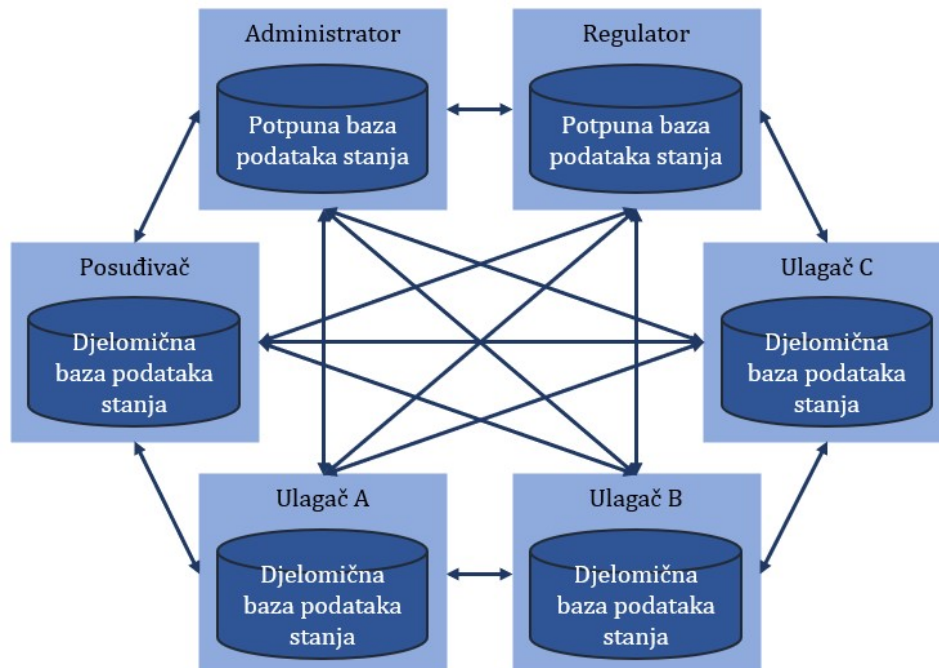 Administrator
Potpuna baza
podataka stanja
Regulator
Potpuna baza
podataka stanja
Posuđivač
Djelomična
baza podataka
stanja
Ulagač C
Djelomična
baza podataka
stanja
Ulagač A
Djelomična
baza podataka
stanja
Ulagač B
Djelomična
baza podataka
stanja